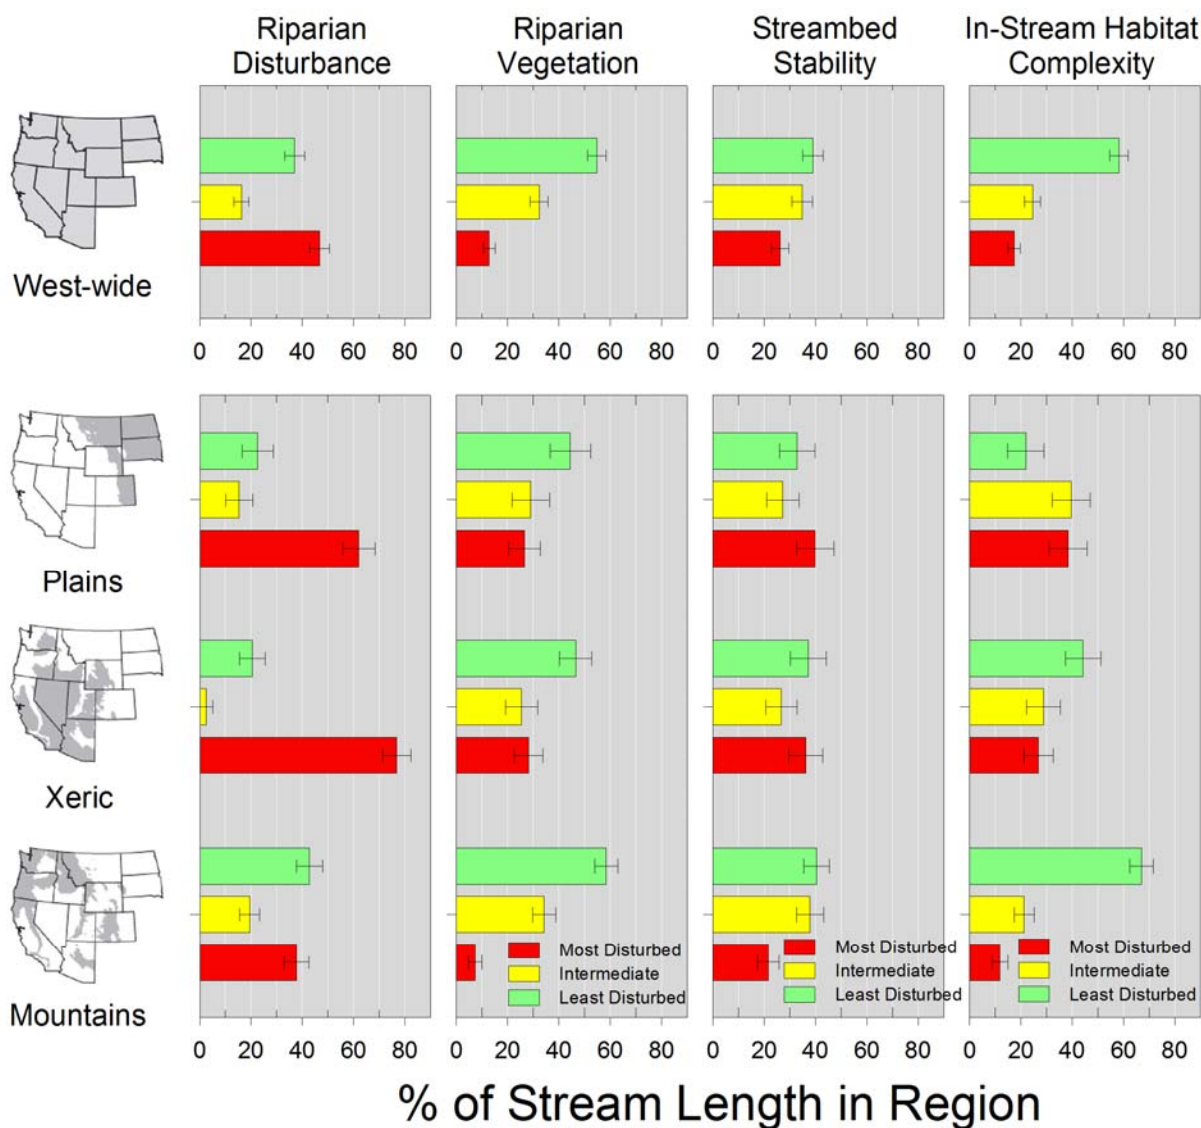 Riparian
Disturbance
Riparian
Vegetation
Streambed
Stability
In-Stream Habitat
Complexity
West-wide
0 20 40 60 80
0 20 40 60 80
0 20 40 60 80
0 20 40 60 80
Plains
Xeric
Mountains
Most Disturbed
Intermediate
Least Disturbed
Most Disturbed
Intermediate
Least Disturbed
Most Disturbed
Intermediate
Least Disturbed
0 20 40 60 80
0 20 40 60 80
0 20 40 60 80
0 20 40 60 80
% of Stream Length in Region